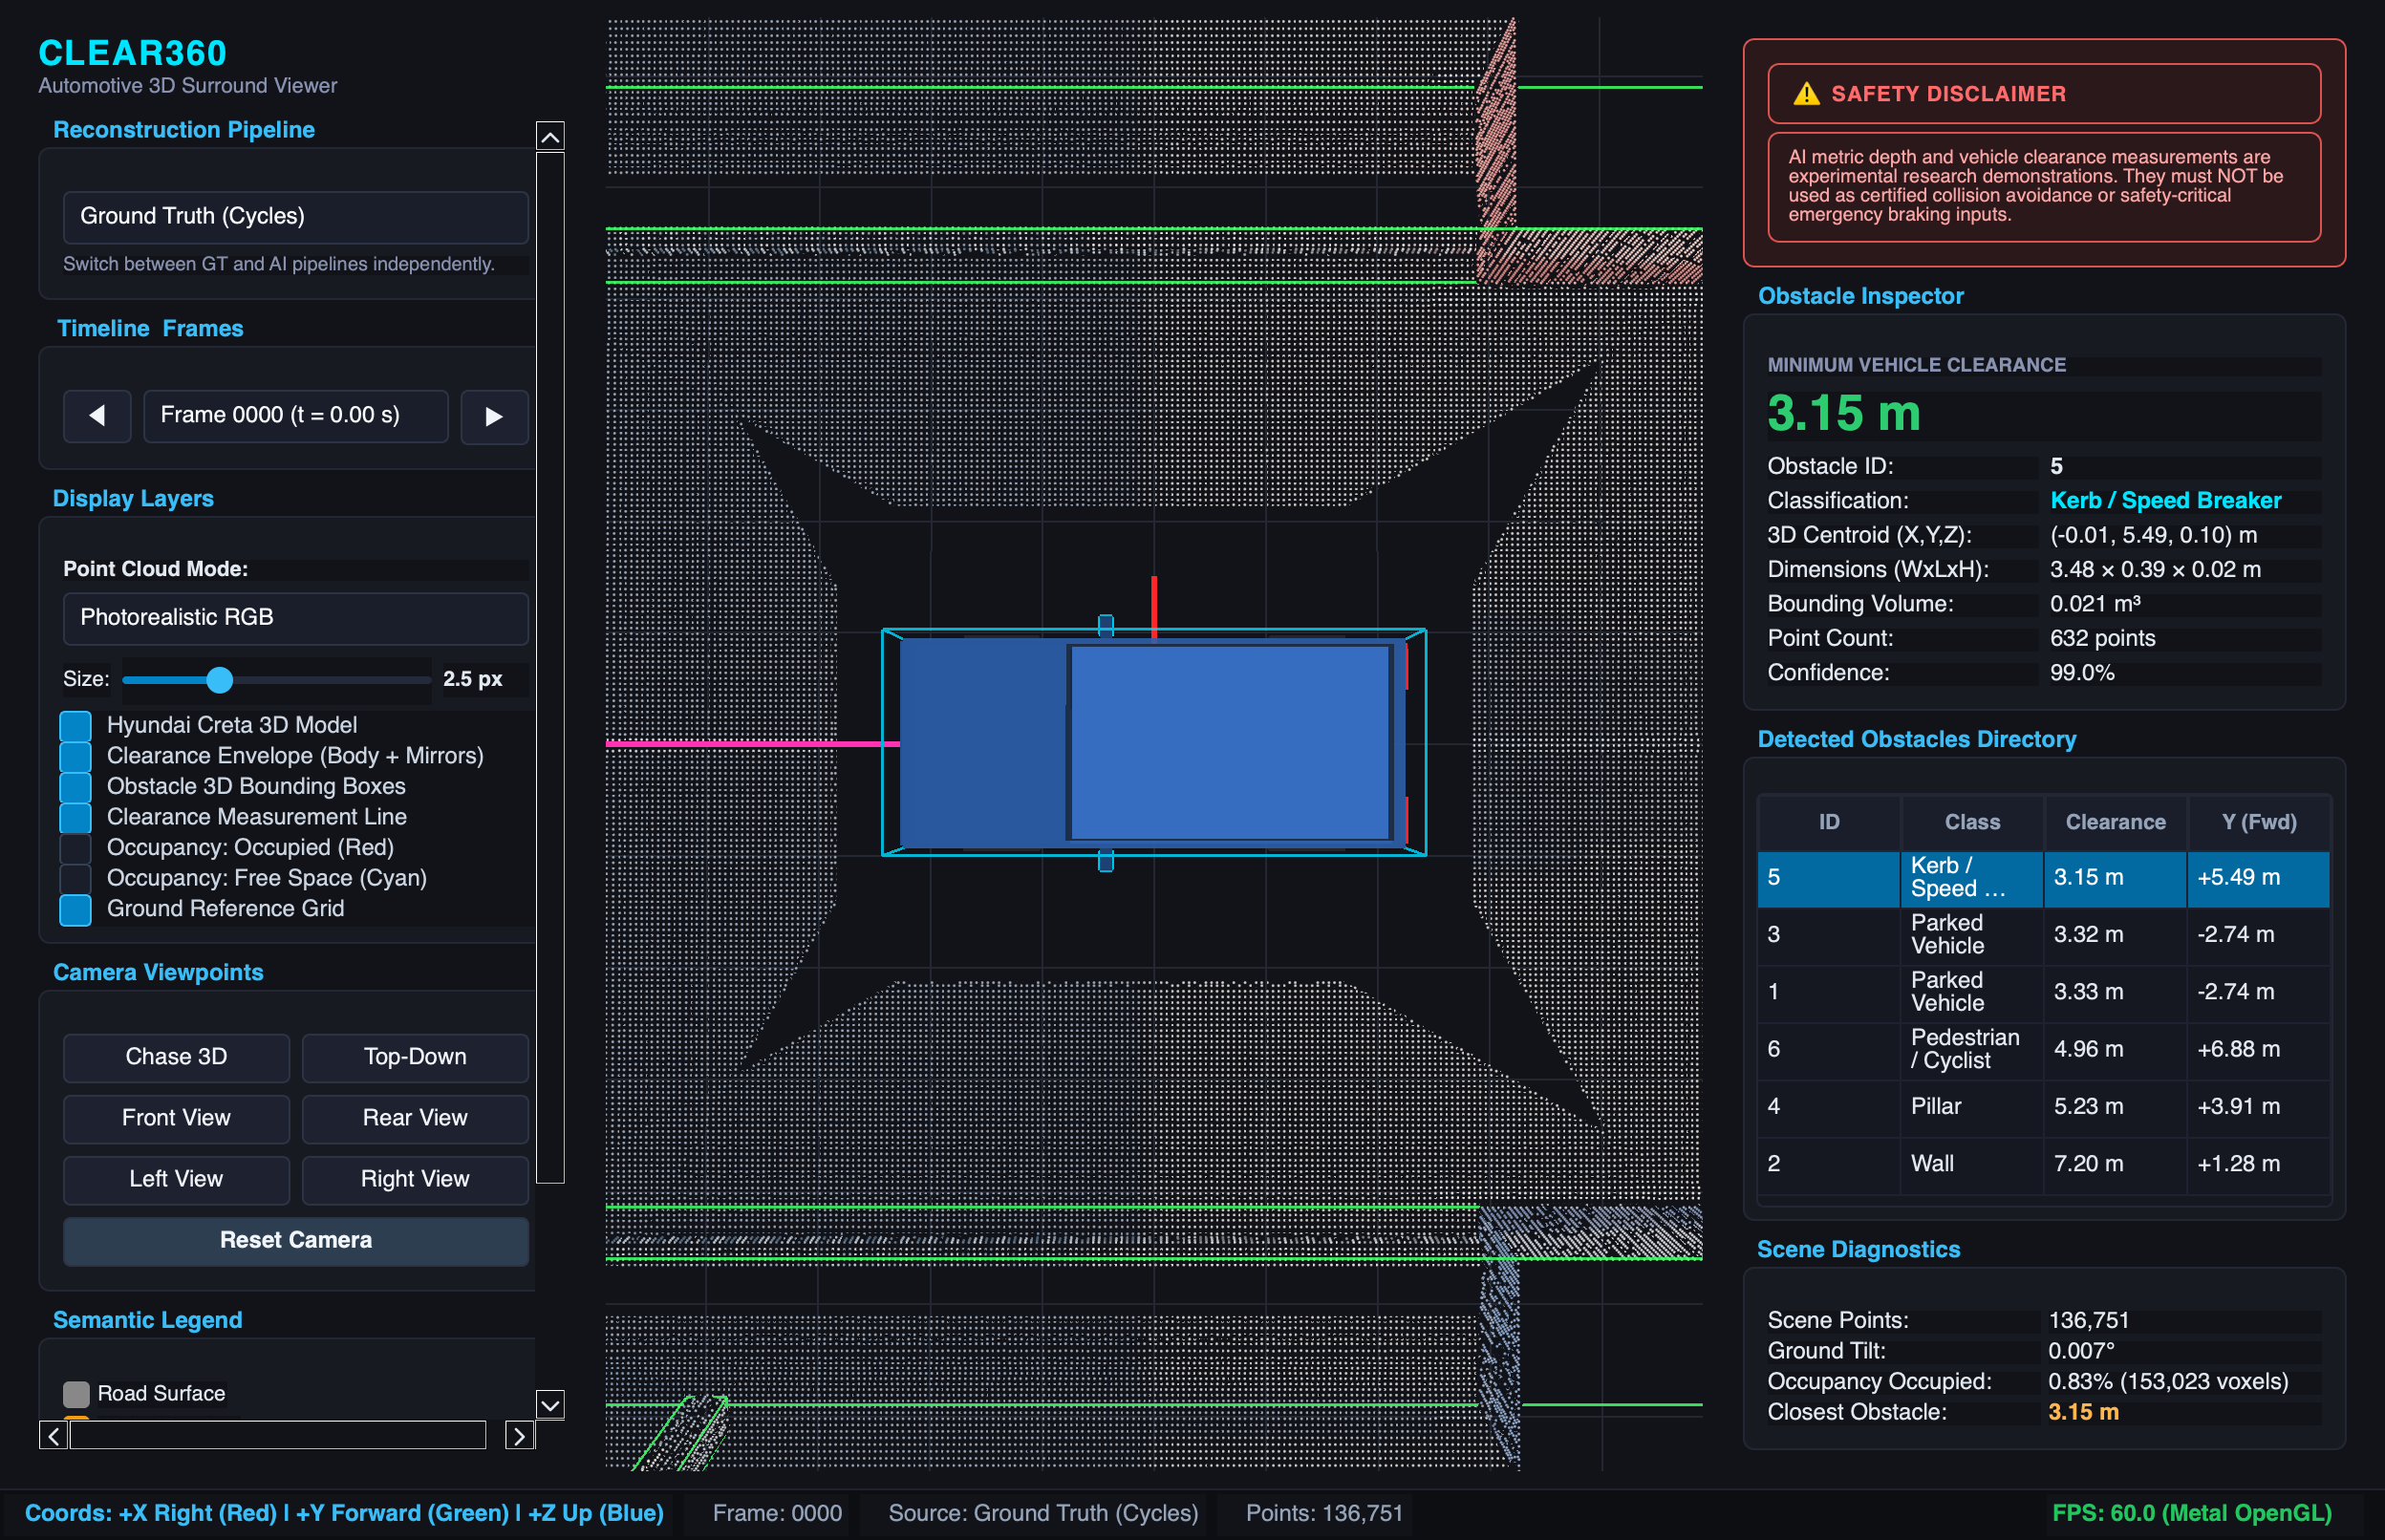 CLEAR360
Automotive 3D Surround Viewer
Reconstruction Pipeline
Ground Truth (Cycles)
Switch between GT and AI pipelines independently.
Timeline  Frames
Frame 0000 (t = 0.00 s)
Display Layers
Point Cloud Mode:
Photorealistic RGB
Size:
2.5 px
Hyundai Creta 3D Model
Clearance Envelope (Body + Mirrors)
Obstacle 3D Bounding Boxes
Clearance Measurement Line
Occupancy: Occupied (Red)
Occupancy: Free Space (Cyan)
Ground Reference Grid
Camera Viewpoints
Chase 3D
Top-Down
Front View
Rear View
Left View
Right View
Reset Camera
Semantic Legend
Road Surface
⚠️ SAFETY DISCLAIMER
AI metric depth and vehicle clearance measurements are
experimental research demonstrations. They must NOT be
used as certified collision avoidance or safety-critical
emergency braking inputs.
Obstacle Inspector
MINIMUM VEHICLE CLEARANCE
3.15 m
Obstacle ID: 5
Classification: Kerb / Speed Breaker
3D Centroid (X,Y,Z): (-0.01, 5.49, 0.10) m
Dimensions (WxLxH): 3.48 × 0.39 × 0.02 m
Bounding Volume: 0.021 m³
Point Count: 632 points
Confidence: 99.0%
Detected Obstacles Directory
ID Class Clearance Y (Fwd)
5 Kerb / Speed … 3.15 m +5.49 m
3 Parked Vehicle 3.32 m -2.74 m
1 Parked Vehicle 3.33 m -2.74 m
6 Pedestrian / Cyclist 4.96 m +6.88 m
4 Pillar 5.23 m +3.91 m
2 Wall 7.20 m +1.28 m
Scene Diagnostics
Scene Points: 136,751
Ground Tilt: 0.007°
Occupancy Occupied: 0.83% (153,023 voxels)
Closest Obstacle: 3.15 m
Coords: +X Right (Red) | +Y Forward (Green) | +Z Up (Blue)
Frame: 0000
Source: Ground Truth (Cycles)
Points: 136,751
FPS: 60.0 (Metal OpenGL)